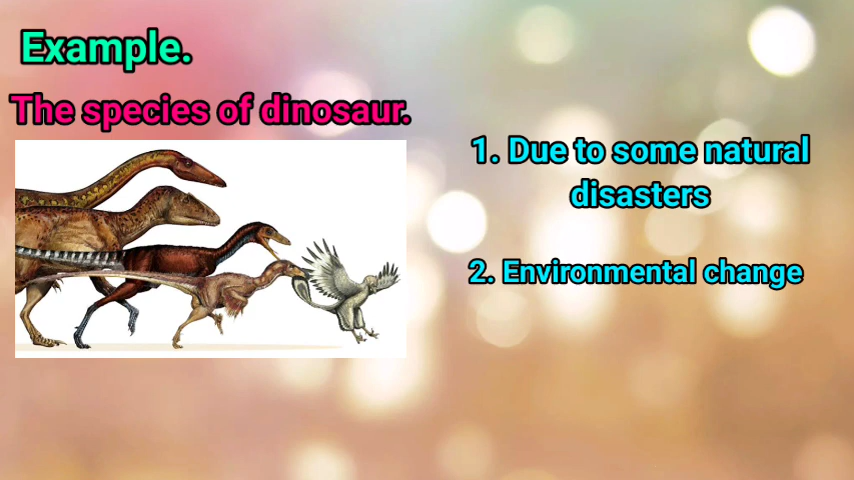 Example.
The species of dinosaur.
1. Due to some natural
disasters
2. Environmental change